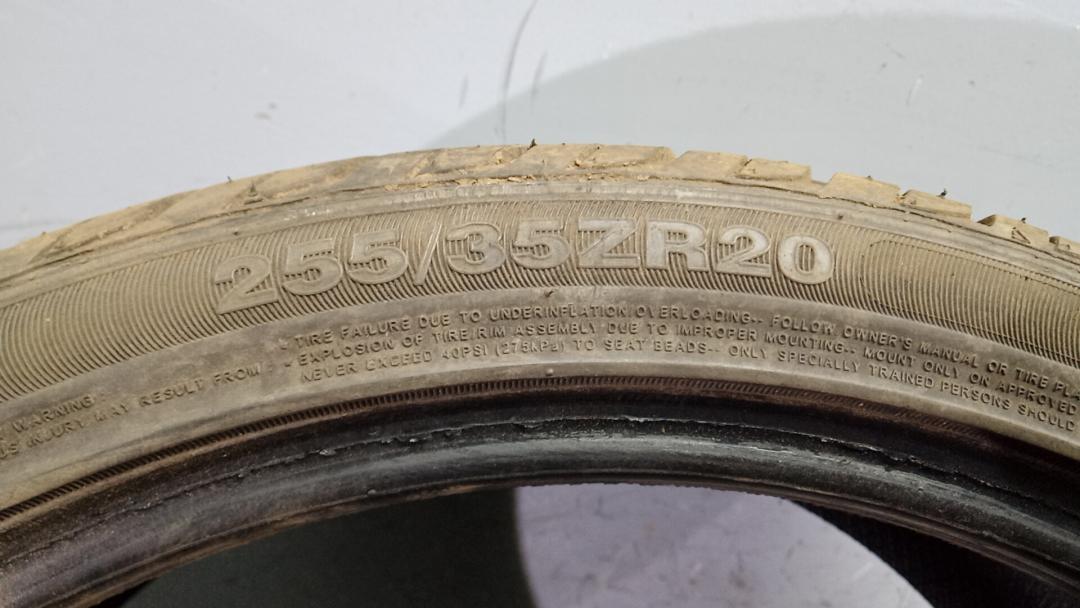 255/35ZR20
WARNING:
INJURY MAY RESULT FROM:
- TIRE FAILURE DUE TO UNDERINFLATION/OVERLOADING-- FOLLOW OWNER'S MANUAL OR TIRE
- EXPLOSION OF TIRE/RIM ASSEMBLY DUE TO IMPROPER MOUNTING-- MOUNT ONLY ON APPROVED
NEVER EXCEED 40PSI (275kPa) TO SEAT BEADS-- ONLY SPECIALLY TRAINED PERSONS SHOULD